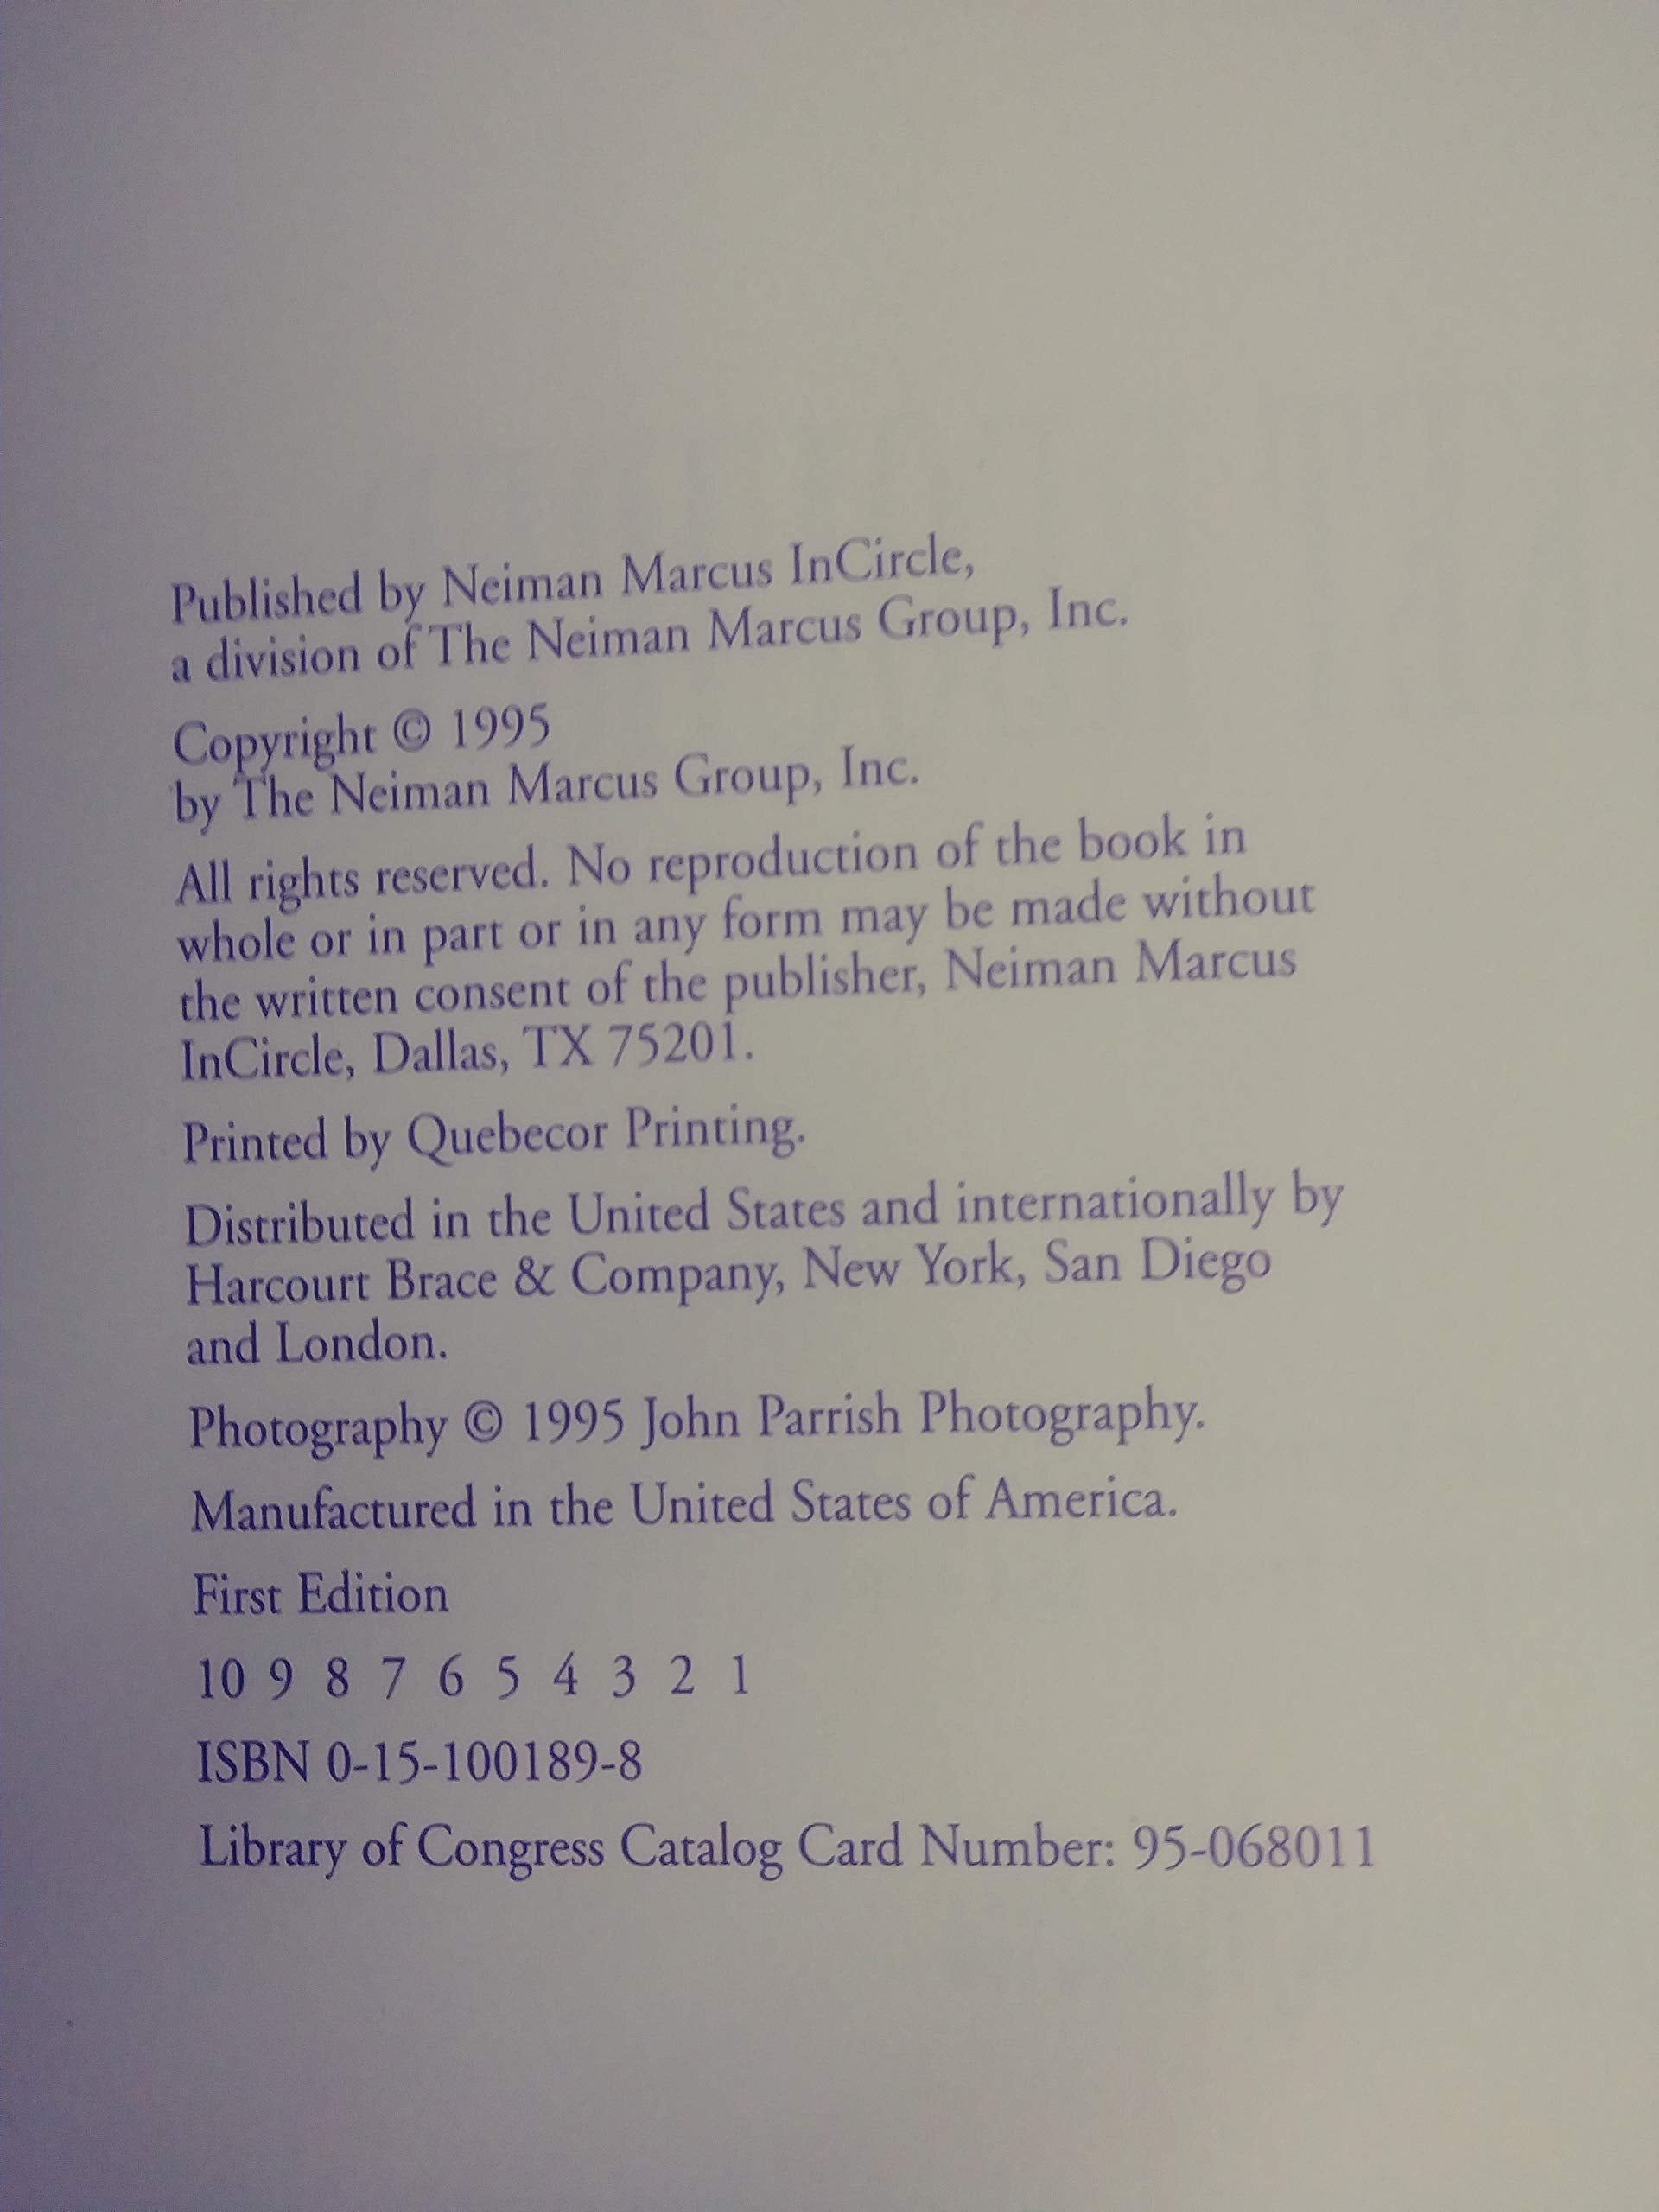 Published by Neiman Marcus InCircle,
a division of The Neiman Marcus Group, Inc.
Copyright © 1995
by The Neiman Marcus Group, Inc.
All rights reserved. No reproduction of the book in
whole or in part or in any form may be made without
the written consent of the publisher, Neiman Marcus
InCircle, Dallas, TX 75201.
Printed by Quebecor Printing.
Distributed in the United States and internationally by
Harcourt Brace & Company, New York, San Diego
and London.
Photography © 1995 John Parrish Photography.
Manufactured in the United States of America.
First Edition
10 9 8 7 6 5 4 3 2 1
ISBN 0-15-100189-8
Library of Congress Catalog Card Number: 95-068011